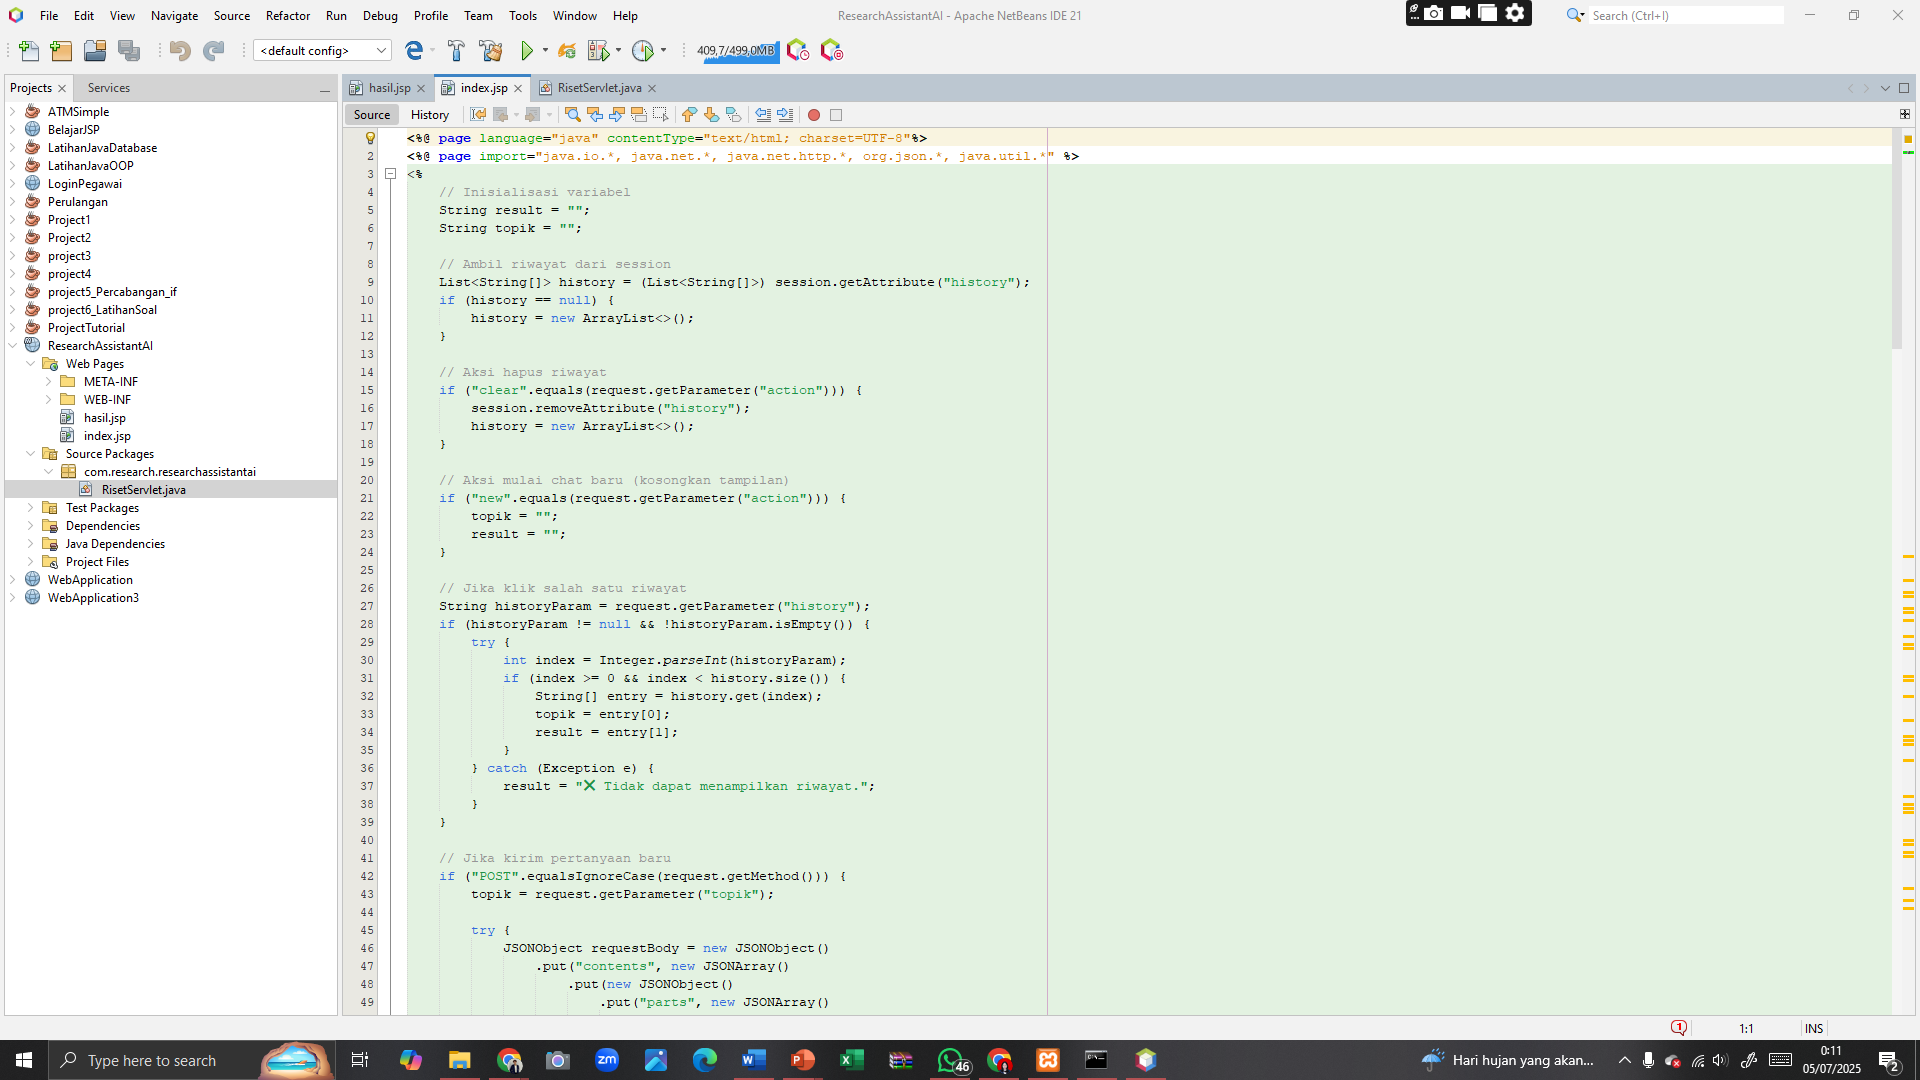 File Edit View Navigate Source Refactor Run Debug Profile Team Tools Window Help
ResearchAssistantAI - Apache NetBeans IDE 21
Search (Ctrl+I)
<default config>
409,7/499,0MB
Projects
Services
hasil.jsp
index.jsp
RisetServlet.java
Source
History
ATMSimple
BelajarJSP
LatihanJavaDatabase
LatihanJavaOOP
LoginPegawai
Perulangan
Project1
Project2
project3
project4
project5_Percabangan_if
project6_LatihanSoal
ProjectTutorial
ResearchAssistantAI
Web Pages
META-INF
WEB-INF
hasil.jsp
index.jsp
Source Packages
com.research.researchassistantai
RisetServlet.java
Test Packages
Dependencies
Java Dependencies
Project Files
WebApplication
WebApplication3
<%@ page language="java" contentType="text/html; charset=UTF-8"%>
2 <%@ page import="java.io.*, java.net.*, java.net.http.*, org.json.*, java.util.*" %>
3 <%
4 // Inisialisasi variabel
5 String result = "";
6 String topik = "";
7
8 // Ambil riwayat dari session
9 List<String[]> history = (List<String[]>) session.getAttribute("history");
10 if (history == null) {
11 history = new ArrayList<>();
12 }
13
14 // Aksi hapus riwayat
15 if ("clear".equals(request.getParameter("action"))) {
16 session.removeAttribute("history");
17 history = new ArrayList<>();
18 }
19
20 // Aksi mulai chat baru (kosongkan tampilan)
21 if ("new".equals(request.getParameter("action"))) {
22 topik = "";
23 result = "";
24 }
25
26 // Jika klik salah satu riwayat
27 String historyParam = request.getParameter("history");
28 if (historyParam != null && !historyParam.isEmpty()) {
29 try {
30 int index = Integer.parseInt(historyParam);
31 if (index >= 0 && index < history.size()) {
32 String[] entry = history.get(index);
33 topik = entry[0];
34 result = entry[1];
35 }
36 } catch (Exception e) {
37 result = "❌ Tidak dapat menampilkan riwayat.";
38 }
39 }
40
41 // Jika kirim pertanyaan baru
42 if ("POST".equalsIgnoreCase(request.getMethod())) {
43 topik = request.getParameter("topik");
44
45 try {
46 JSONObject requestBody = new JSONObject()
47 .put("contents", new JSONArray()
48 .put(new JSONObject()
49 .put("parts", new JSONArray()
1
1:1
INS
Type here to search
zm
46
Hari hujan yang akan...
0:11
05/07/2025
2